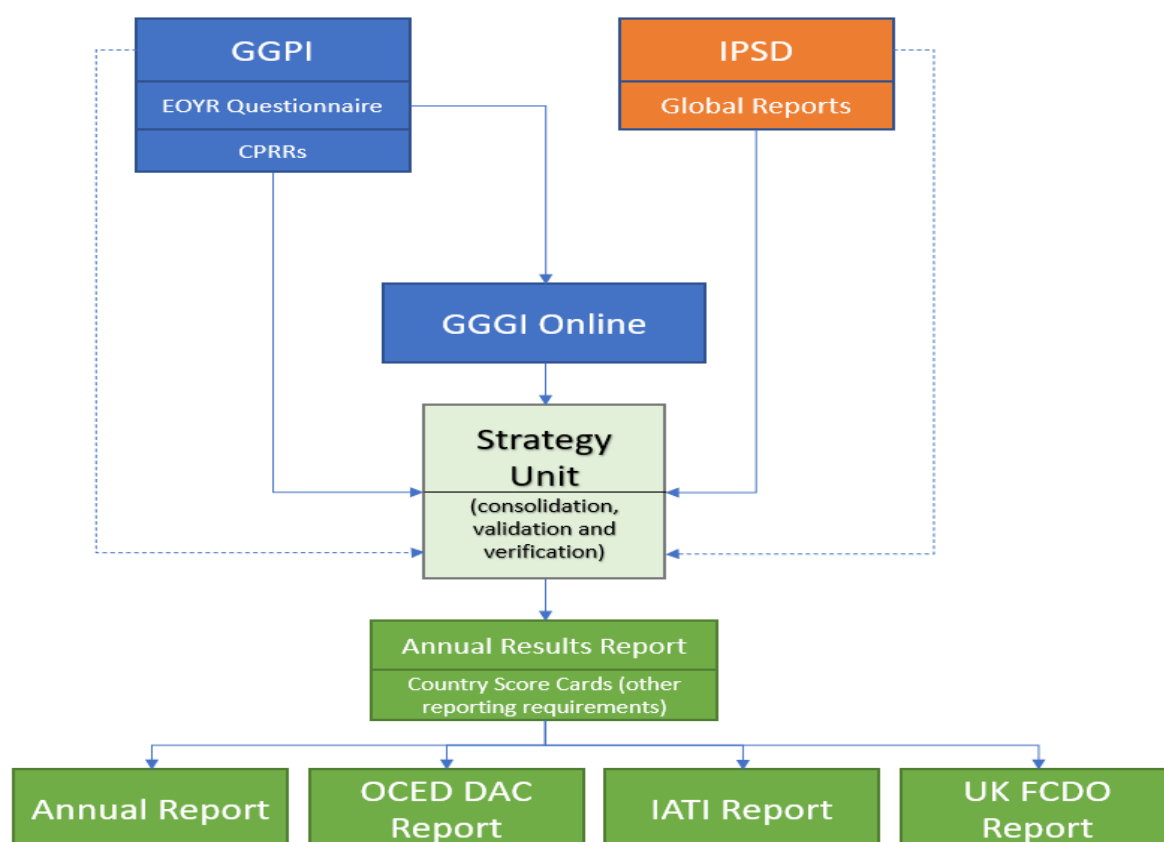 GGPI
IPSD
EOYR Questionnaire
Global Reports
CPRRs
GGGI Online
Strategy
Unit
(consolidation,
validation and
verification)
Annual Results Report
Country Score Cards (other
reporting requirements)
Annual Report
OCED DAC
Report
IATI Report
UK FCDO
Report